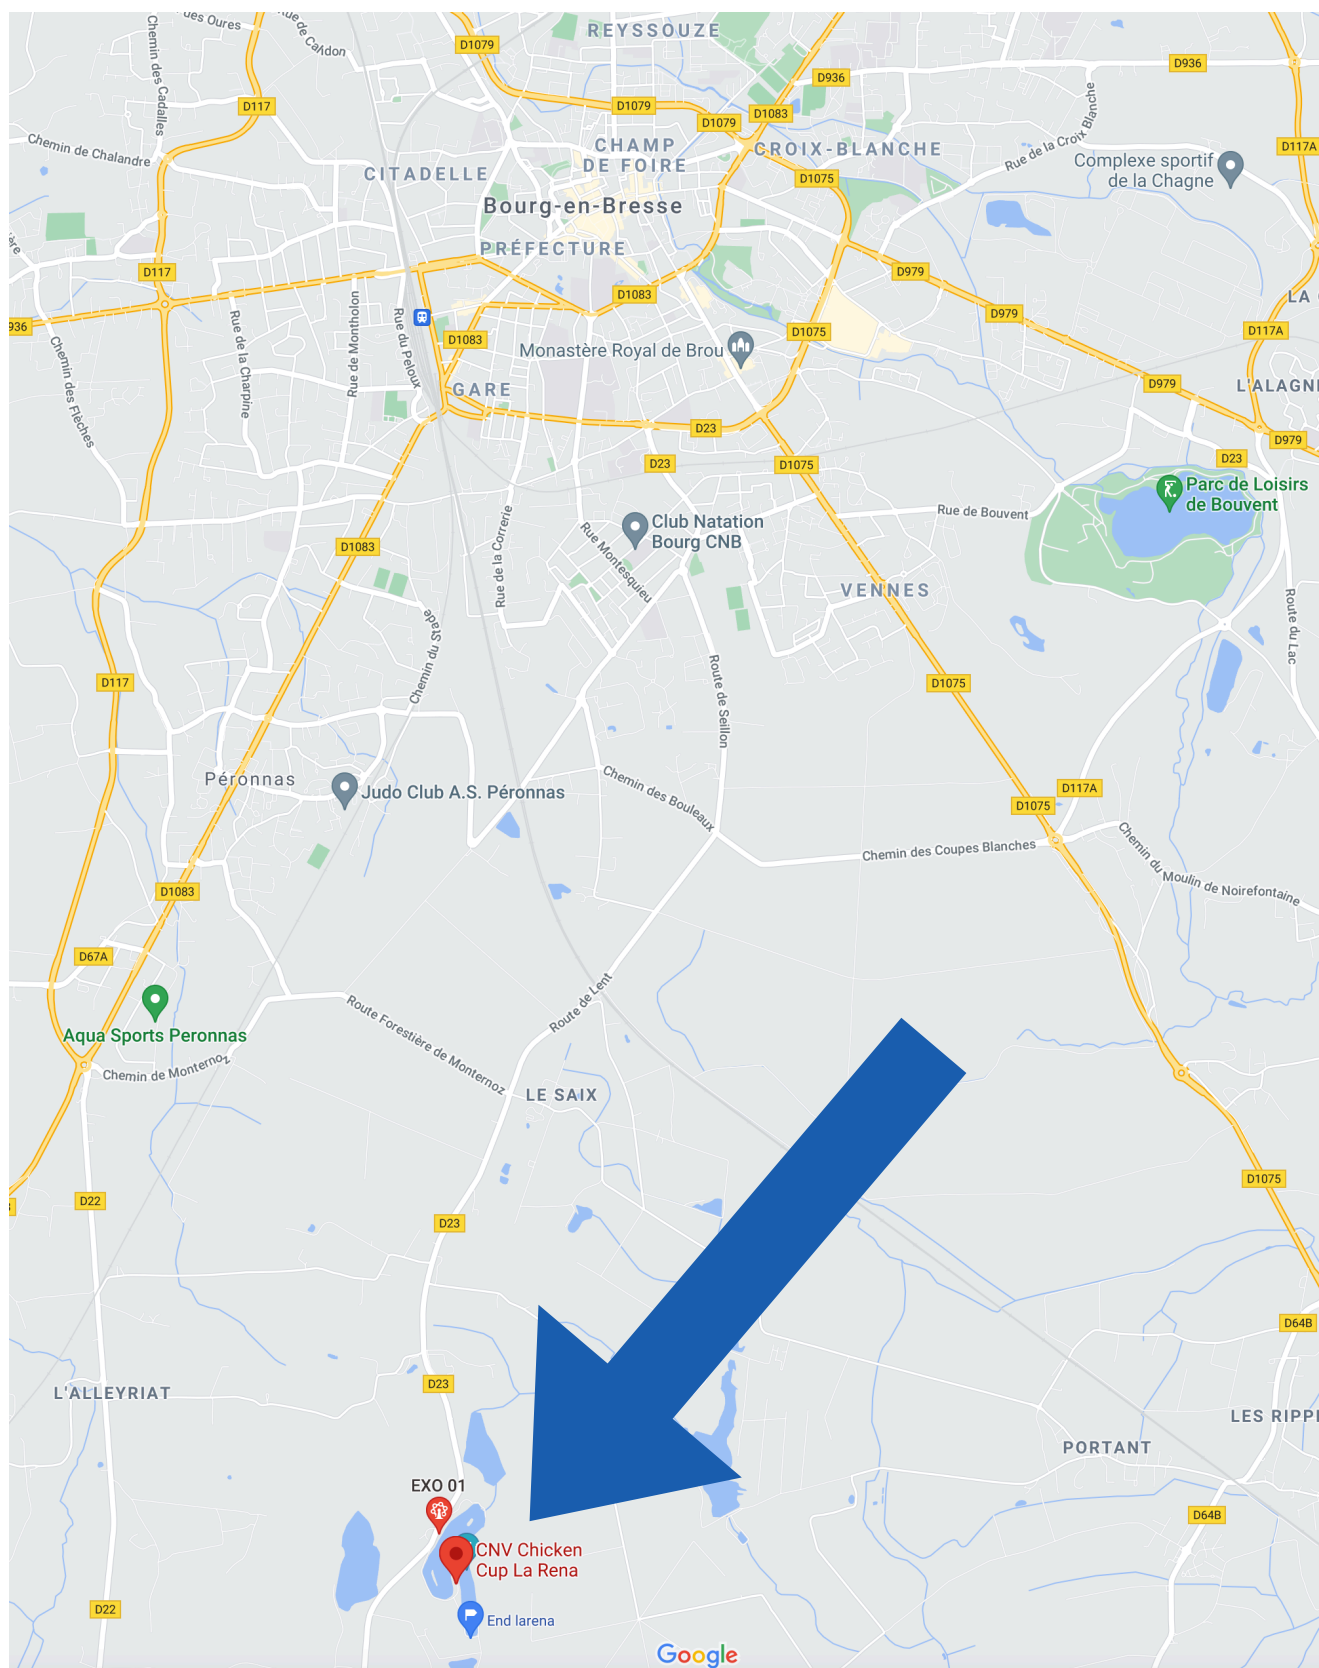 REYSSOUZE
Rue des Oures
Rue de Caldon
D1079
Chemin des Cadalles
D936
D936
D117
D1079
D1083
D1079
Rue de la Croix Blanche
Chemin de Chalandre
CHAMP
DE FOIRE
CROIX-BLANCHE
D117A
CITADELLE
D1075
Complexe sportif
de la Chagne
Bourg-en-Bresse
PRÉFECTURE
D117
D979
D1083
D979
LA
936
Rue de la Charpine
Rue de Montholon
Rue du Peloux
D1083
Monastère Royal de Brou
D1075
D117A
Chemin des Flèches
GARE
D979
L'ALAGNI
D23
D979
D23
D1075
D23
Parc de Loisirs
de Bouvent
Rue de Bouvent
Club Natation
Bourg CNB
Rue de la Correrie
Rue Montesquieu
D1083
VENNES
Route du Lac
Chemin du Stade
D117
Route de Seillon
D1075
Péronnas
Judo Club A.S. Péronnas
Chemin des Bouleaux
D117A
D1075
Chemin des Coupes Blanches
Chemin du Moulin de Noirefontaine
D1083
D67A
Aqua Sports Peronnas
Route de Lent
Route Forestière de Monternoz
Chemin de Monternoz
LE SAIX
D1075
D22
D23
D64B
D23
L'ALLEYRIAT
LES RIPP
PORTANT
EXO 01
D64B
CNV Chicken
Cup La Rena
D22
End larena
Google